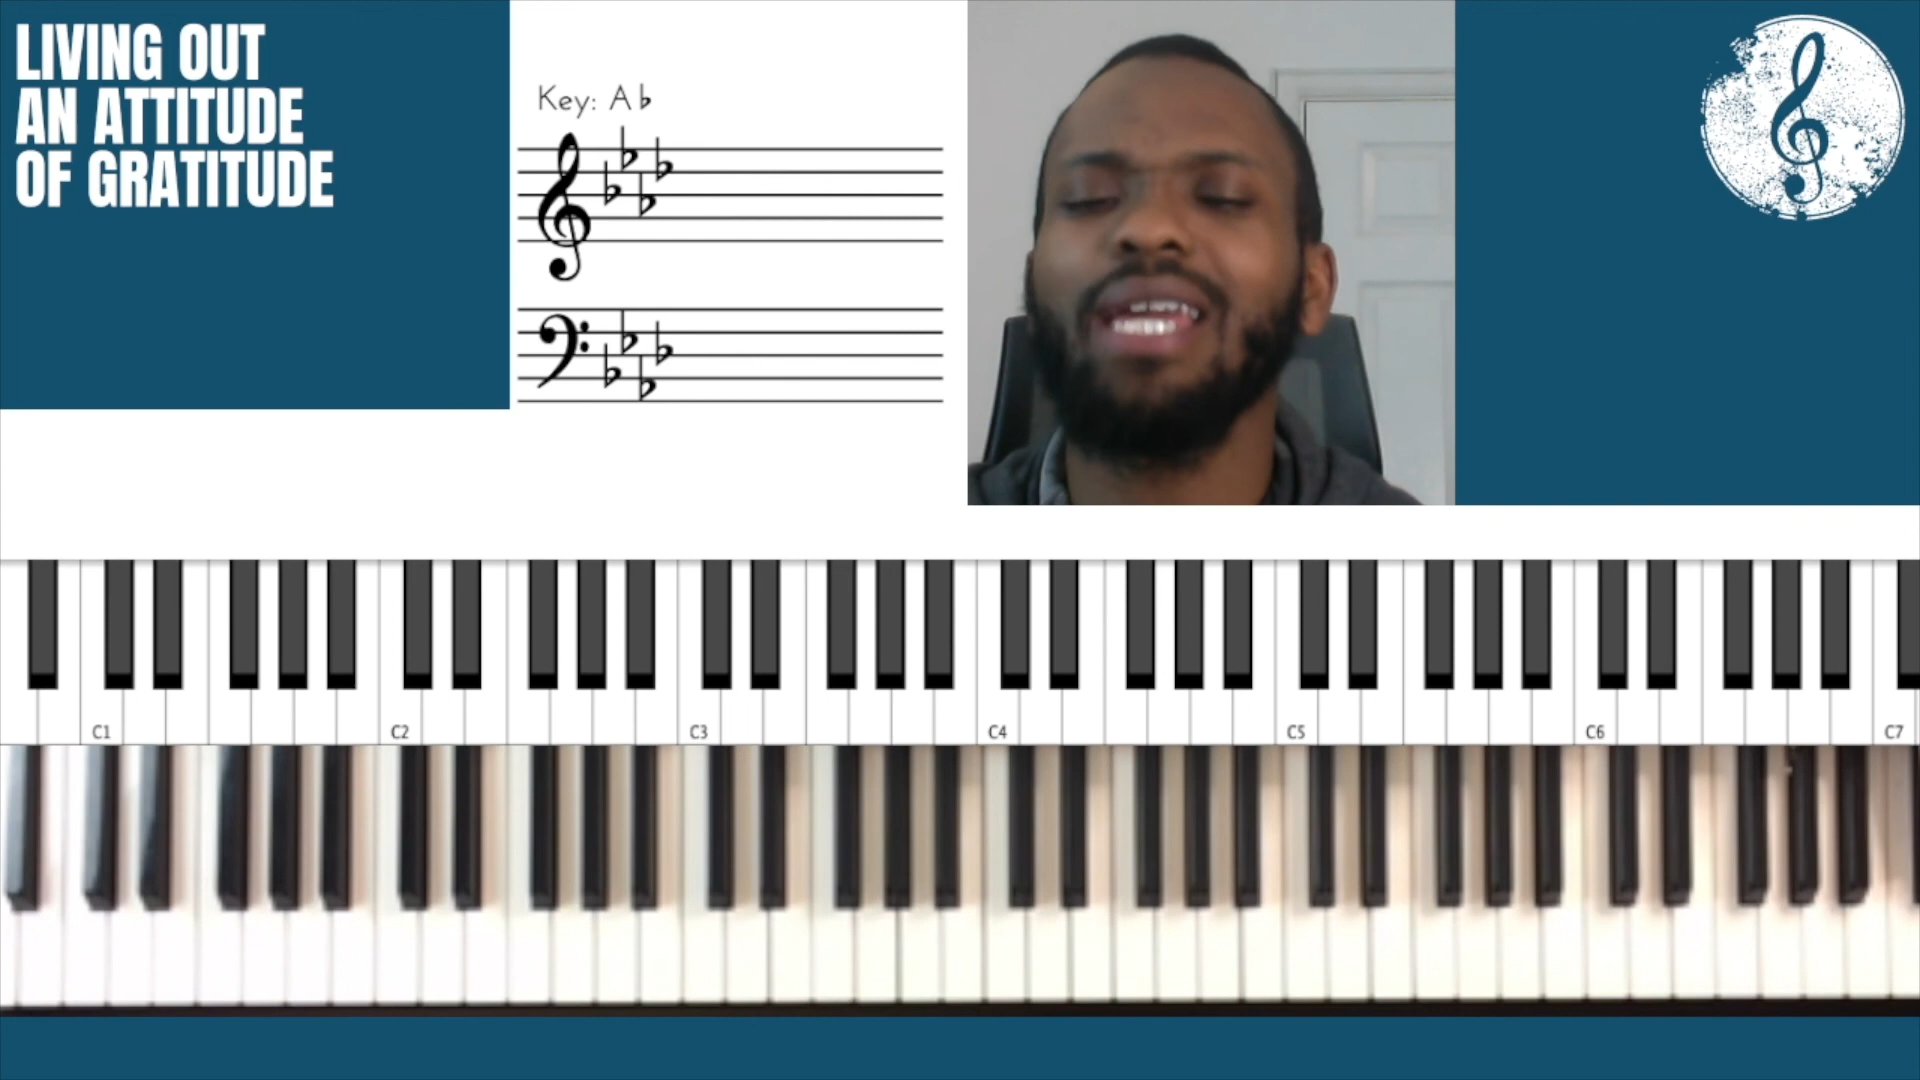 LIVING OUT
AN ATTITUDE
OF GRATITUDE
Key: A♭
C1 C2 C3 C4 C5 C6 C7